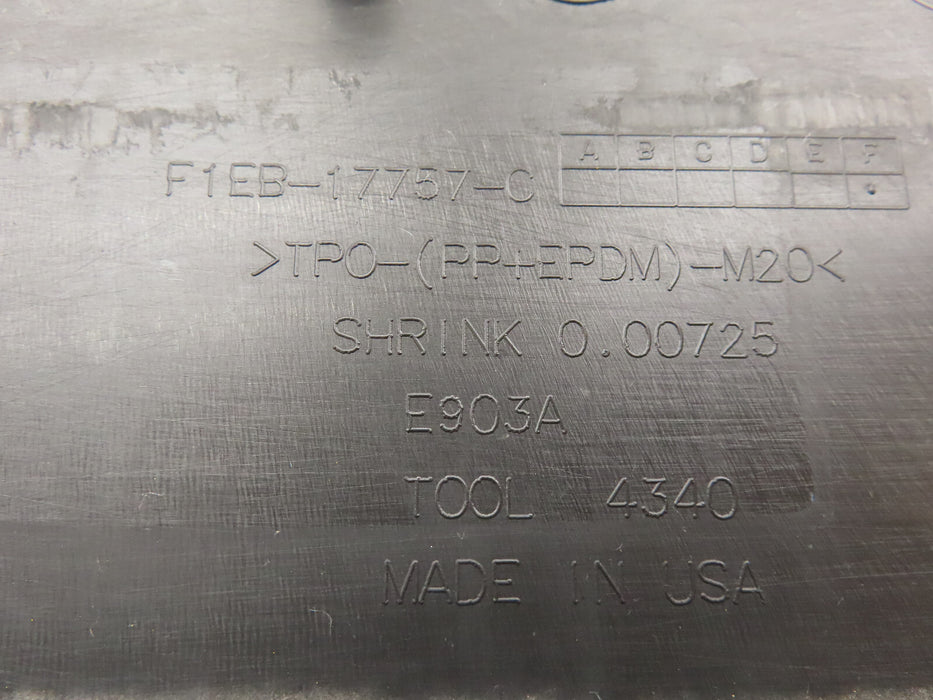 F1EB-17757-C A B C D E F
>TPO-(PP+EPDM)-M20<
SHRINK 0.00725
E903A
TOOL 4340
MADE IN USA